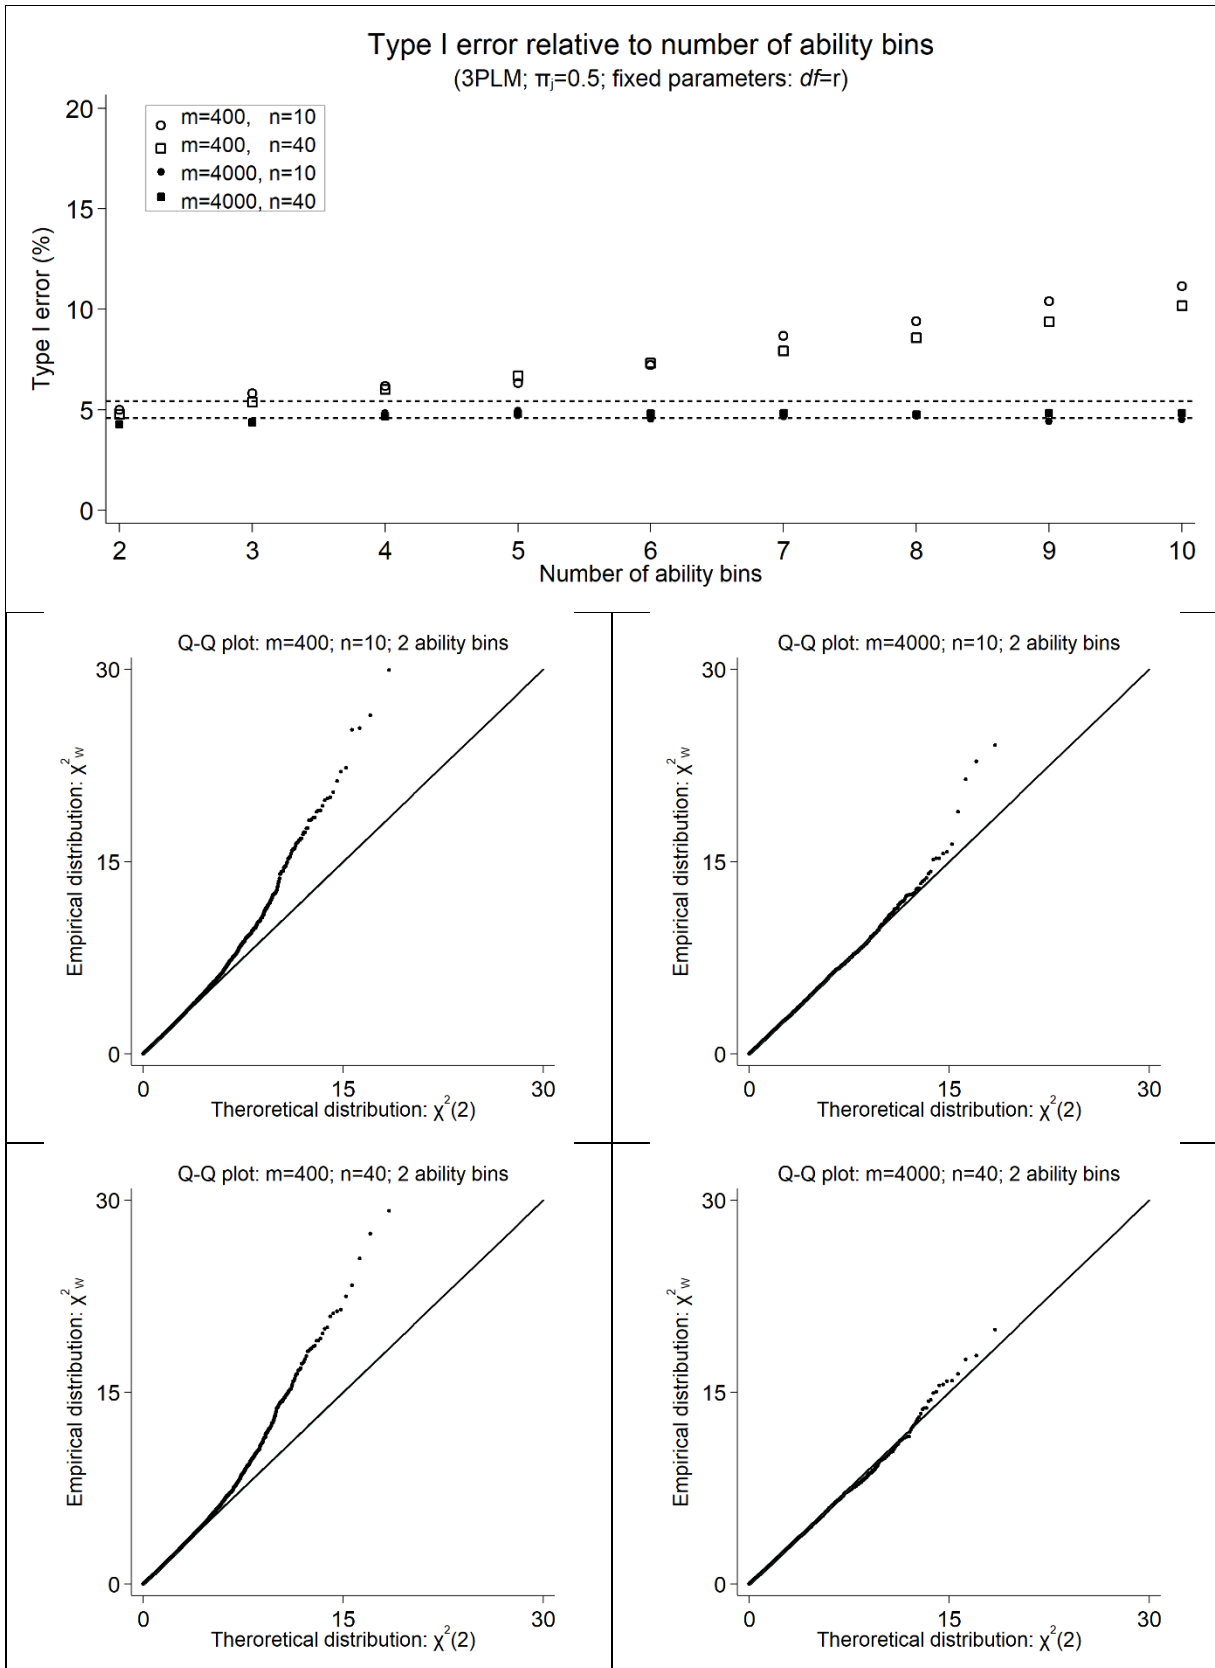 Type I error relative to number of ability bins
(3PLM; πj=0.5; fixed parameters: df=r)
20
15
10
5
0
Type I error (%)
m=400, n=10
m=400, n=40
m=4000, n=10
m=4000, n=40
2 3 4 5 6 7 8 9 10
Number of ability bins
Q-Q plot: m=400; n=10; 2 ability bins
30
15
0
Empirical distribution: χ²w
0 15 30
Theroretical distribution: χ²(2)
Q-Q plot: m=4000; n=10; 2 ability bins
30
15
0
Empirical distribution: χ²w
0 15 30
Theroretical distribution: χ²(2)
Q-Q plot: m=400; n=40; 2 ability bins
30
15
0
Empirical distribution: χ²w
0 15 30
Theroretical distribution: χ²(2)
Q-Q plot: m=4000; n=40; 2 ability bins
30
15
0
Empirical distribution: χ²w
0 15 30
Theroretical distribution: χ²(2)